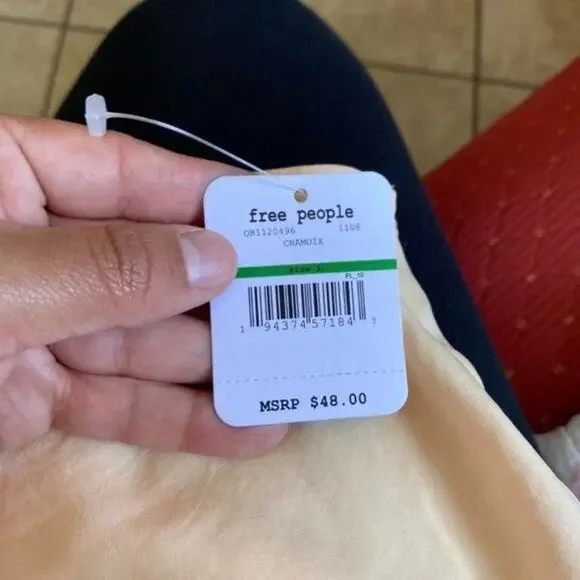 free people
OB1120496 1108
CHAMOIX
size L
FL_10
1 94374 57184 3
MSRP $48.00